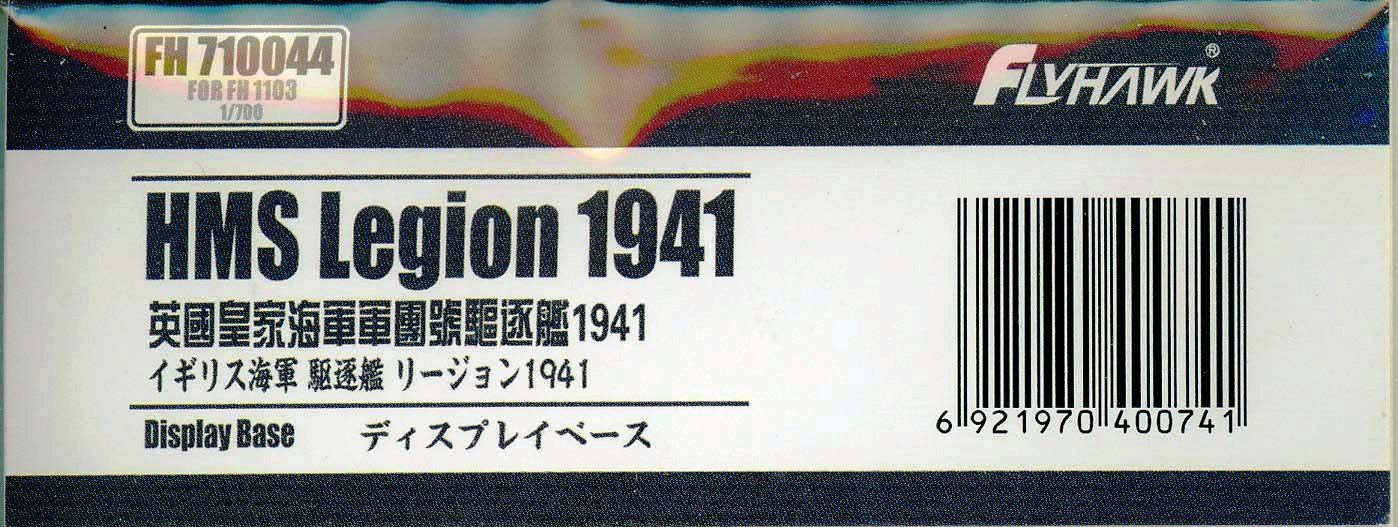 FH 710044
FOR FH 1103
1/700
FLYHAWK®
HMS Legion 1941
英國皇家海軍軍團號驅逐艦1941
イギリス海軍 駆逐艦 リージョン1941
Display Base ディスプレイベース
6 921970 400741